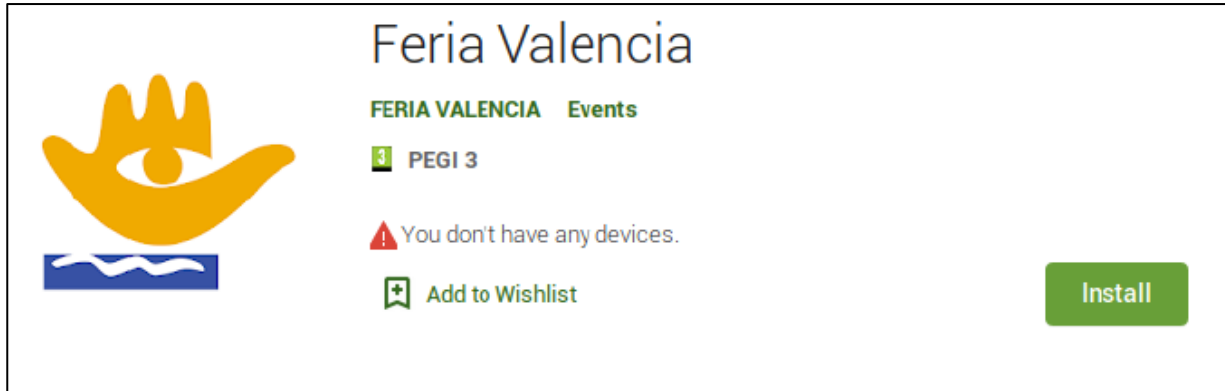 Feria Valencia
FERIA VALENCIA Events
3 PEGI 3
You don't have any devices.
Add to Wishlist
Install